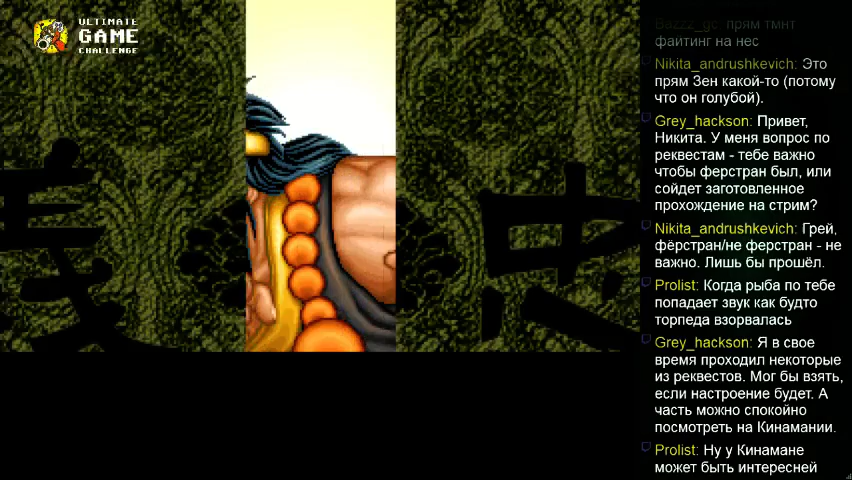 ULTIMATE
GAME
CHALLENGE
Bazzz_gc: прям тмнт
файтинг на нес
Nikita_andrushkevich: Это
прям Зен какой-то (потому
что он голубой).
Grey_hackson: Привет,
Никита. У меня вопрос по
реквестам - тебе важно
чтобы ферстран был, или
сойдет заготовленное
прохождение на стрим?
Nikita_andrushkevich: Грей,
фёрстран/не ферстран - не
важно. Лишь бы прошёл.
Prolist: Когда рыба по тебе
попадает звук как будто
торпеда взорвалась
Grey_hackson: Я в свое
время проходил некоторые
из реквестов. Мог бы взять,
если настроение будет. А
часть можно спокойно
посмотреть на Кинамании.
Prolist: Ну у Кинамане
может быть интересней